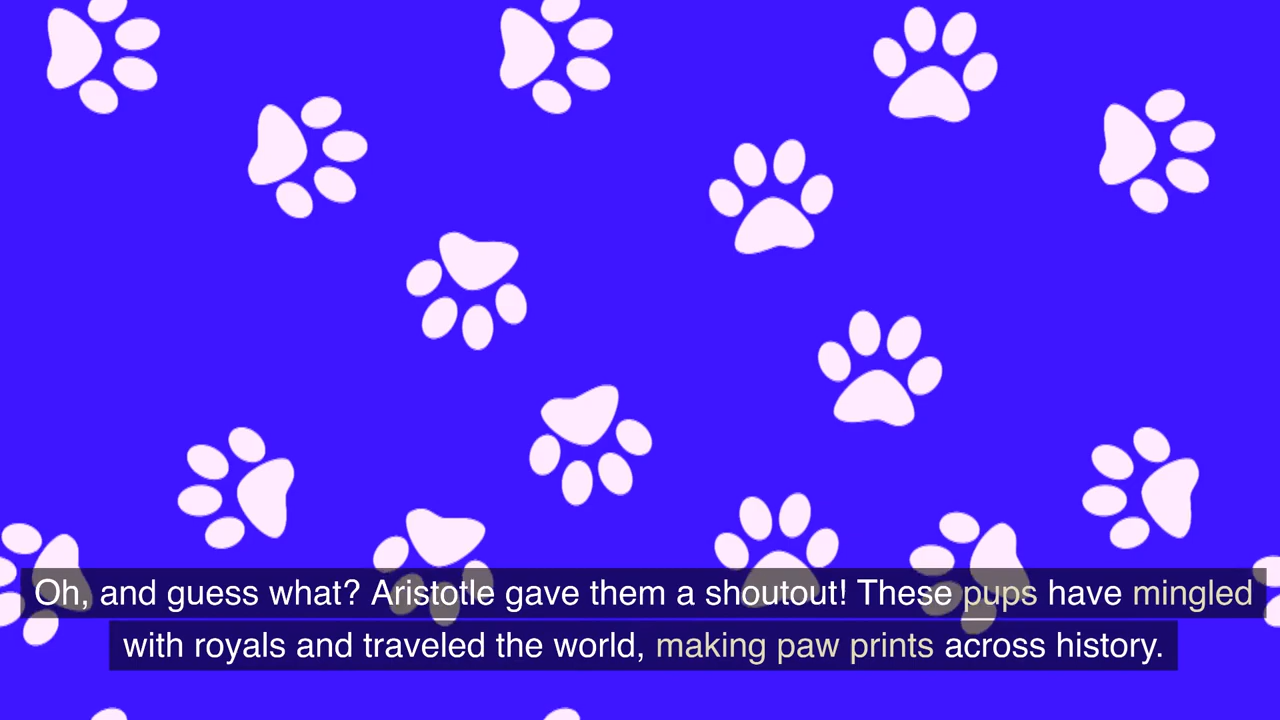 Oh, and guess what? Aristotle gave them a shoutout! These pups have mingled
with royals and traveled the world, making paw prints across history.